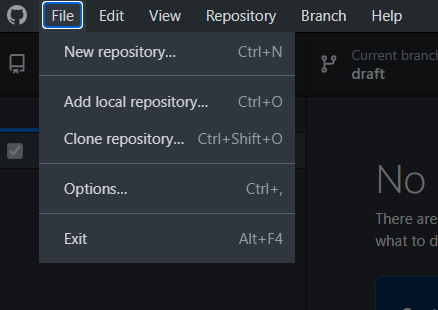 File Edit View Repository Branch Help
New repository... Ctrl+N
Add local repository... Ctrl+O
Clone repository... Ctrl+Shift+O
Options... Ctrl+,
Exit Alt+F4
Current branch
draft
No
There are
what to